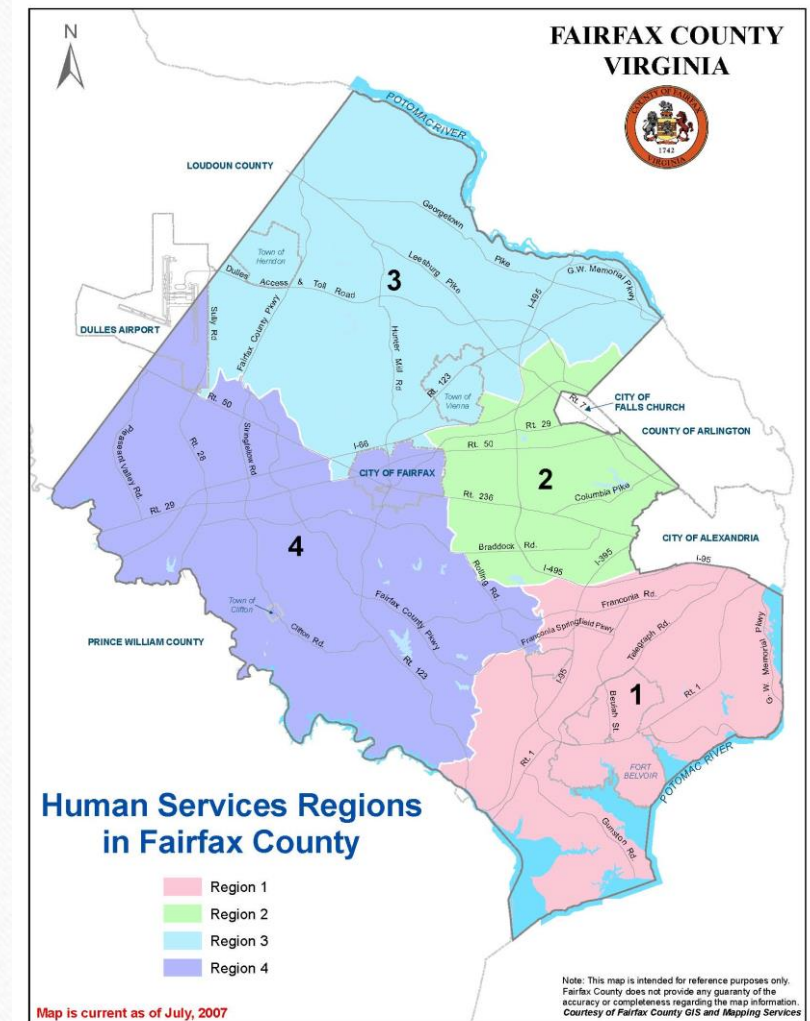 N
FAIRFAX COUNTY
VIRGINIA
COUNTY OF FAIRFAX
1742
VIRGINIA
POTOMAC RIVER
LOUDOUN COUNTY
Georgetown
Pike
Town of
Herndon
Leesburg Pike
G.W. Memorial Pkwy
Dulles Access & Toll Road
3
I-495
DULLES AIRPORT
Sully Rd
Fairfax County Pkwy
Hunter Mill Rd
Rt. 123
Town of
Vienna
Rt. 7
CITY OF
FALLS CHURCH
Rt. 50
Rt. 29
COUNTY OF ARLINGTON
Pleasant Valley Rd.
Rt. 28
Stringfellow Rd
I-66
Rt. 50
CITY OF FAIRFAX
2
Rt. 29
Rt. 236
Columbia Pike
4
Braddock Rd.
I-395
CITY OF ALEXANDRIA
I-495
I-95
Rolling Rd.
Town of
Clifton
Fairfax County Pkwy
Franconia Rd.
PRINCE WILLIAM COUNTY
Clifton Rd.
Franconia Springfield Pkwy
Telegraph Rd.
G. W. Memorial Pkwy
Rt. 123
I-95
Beulah St.
1
Rt. 1
Rt. 1
FORT
BELVOIR
POTOMAC RIVER
Gunston Rd.
Human Services Regions
in Fairfax County
Region 1
Region 2
Region 3
Region 4
Note: This map is intended for reference purposes only.
Fairfax County does not provide any guaranty of the
accuracy or completeness regarding the map information.
Courtesy of Fairfax County GIS and Mapping Services
Map is current as of July, 2007